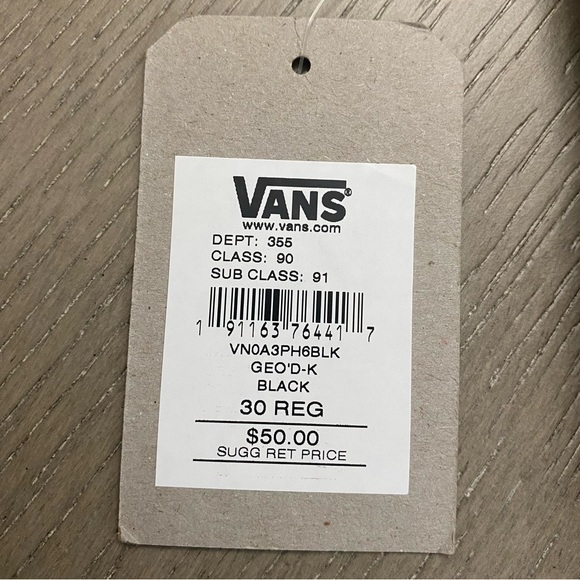 VANS®
www.vans.com
DEPT: 355
CLASS: 90
SUB CLASS: 91
1 91163 76441 7
VN0A3PH6BLK
GEO'D-K
BLACK
30 REG
$50.00
SUGG RET PRICE